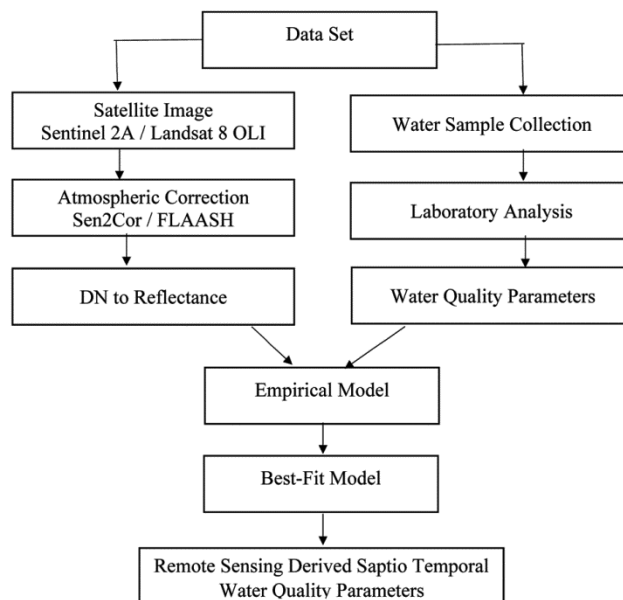 Data Set
Satellite Image
Sentinel 2A / Landsat 8 OLI
Atmospheric Correction
Sen2Cor / FLAASH
DN to Reflectance
Water Sample Collection
Laboratory Analysis
Water Quality Parameters
Empirical Model
Best-Fit Model
Remote Sensing Derived Saptio Temporal
Water Quality Parameters